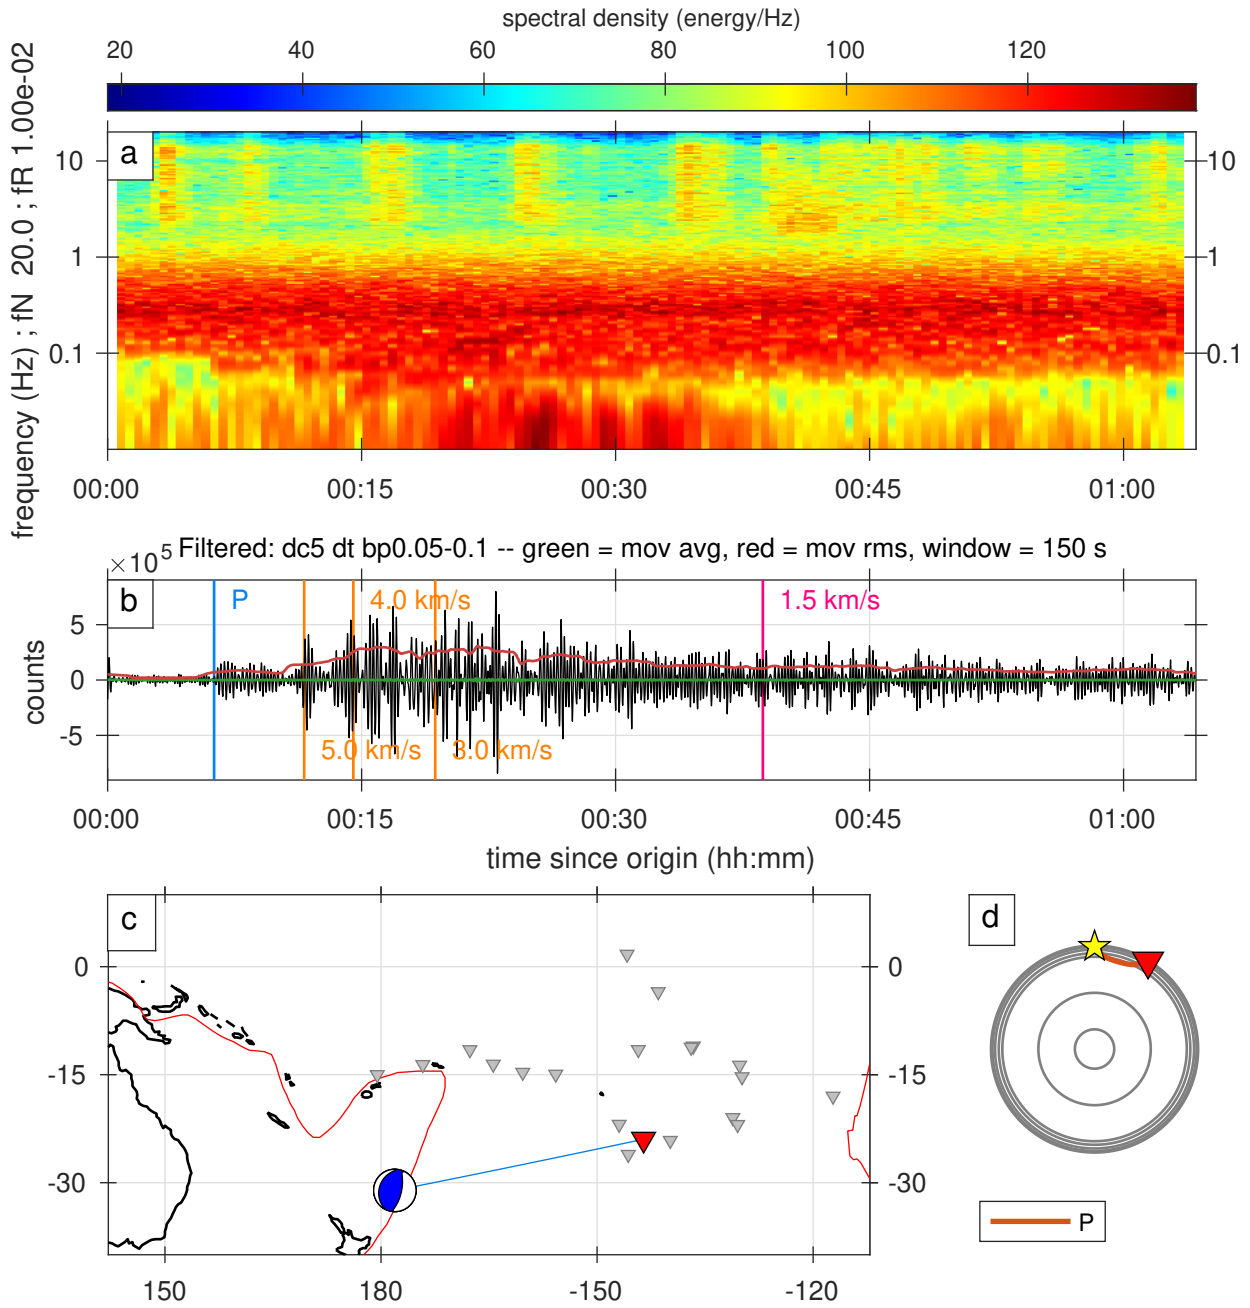 spectral density (energy/Hz)
20 40 60 80 100 120
frequency (Hz) ; fN 20.0 ; fR 1.00e-02
a
10 10
1 1
0.1 0.1
00:00 00:15 00:30 00:45 01:00
×10^5 Filtered: dc5 dt bp0.05-0.1 -- green = mov avg, red = mov rms, window = 150 s
b
P 4.0 km/s 1.5 km/s
counts
5
0
-5
5.0 km/s 3.0 km/s
00:00 00:15 00:30 00:45 01:00
time since origin (hh:mm)
c
d
0 0
-15 -15
-30 -30
P
150 180 -150 -120